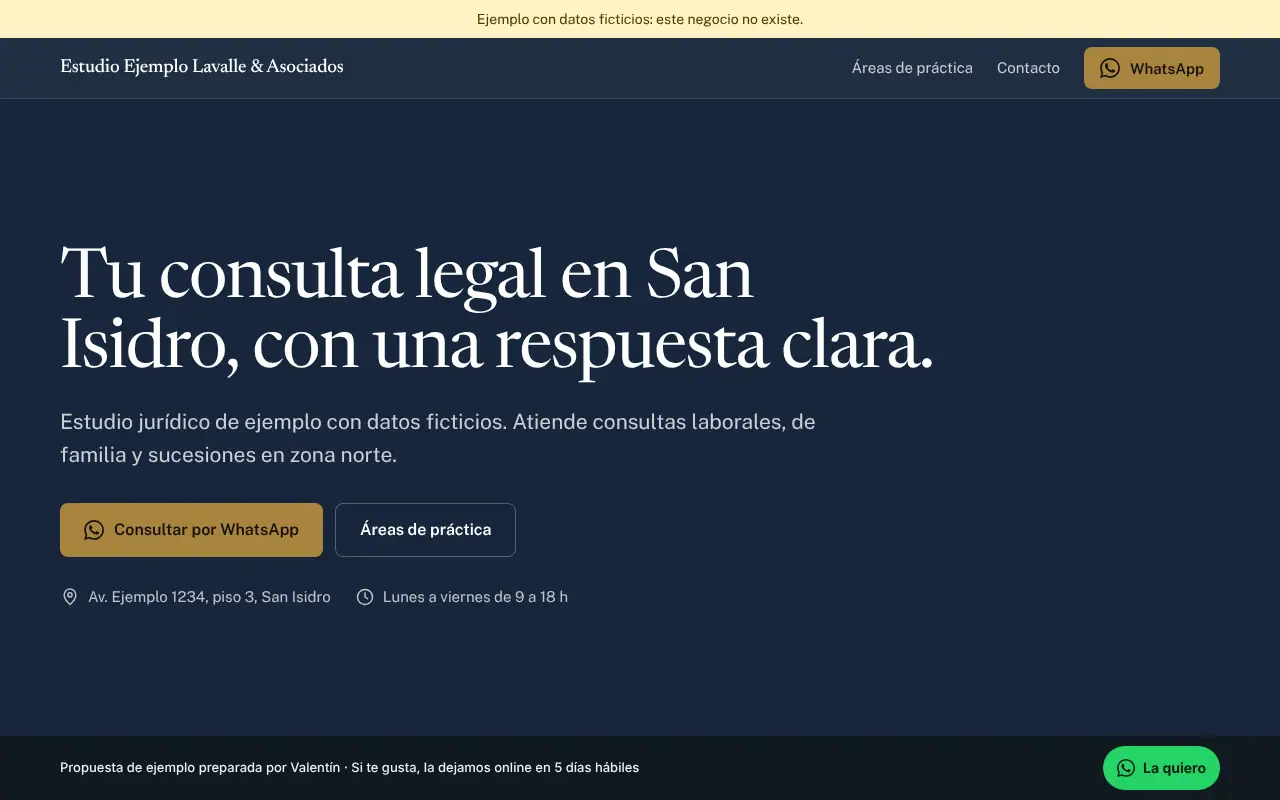 Ejemplo con datos ficticios: este negocio no existe.
Estudio Ejemplo Lavalle & Asociados
Áreas de práctica
Contacto
WhatsApp
Tu consulta legal en San
Isidro, con una respuesta clara.
Estudio jurídico de ejemplo con datos ficticios. Atiende consultas laborales, de
familia y sucesiones en zona norte.
Consultar por WhatsApp
Áreas de práctica
Av. Ejemplo 1234, piso 3, San Isidro
Lunes a viernes de 9 a 18 h
Propuesta de ejemplo preparada por Valentín · Si te gusta, la dejamos online en 5 días hábiles
La quiero